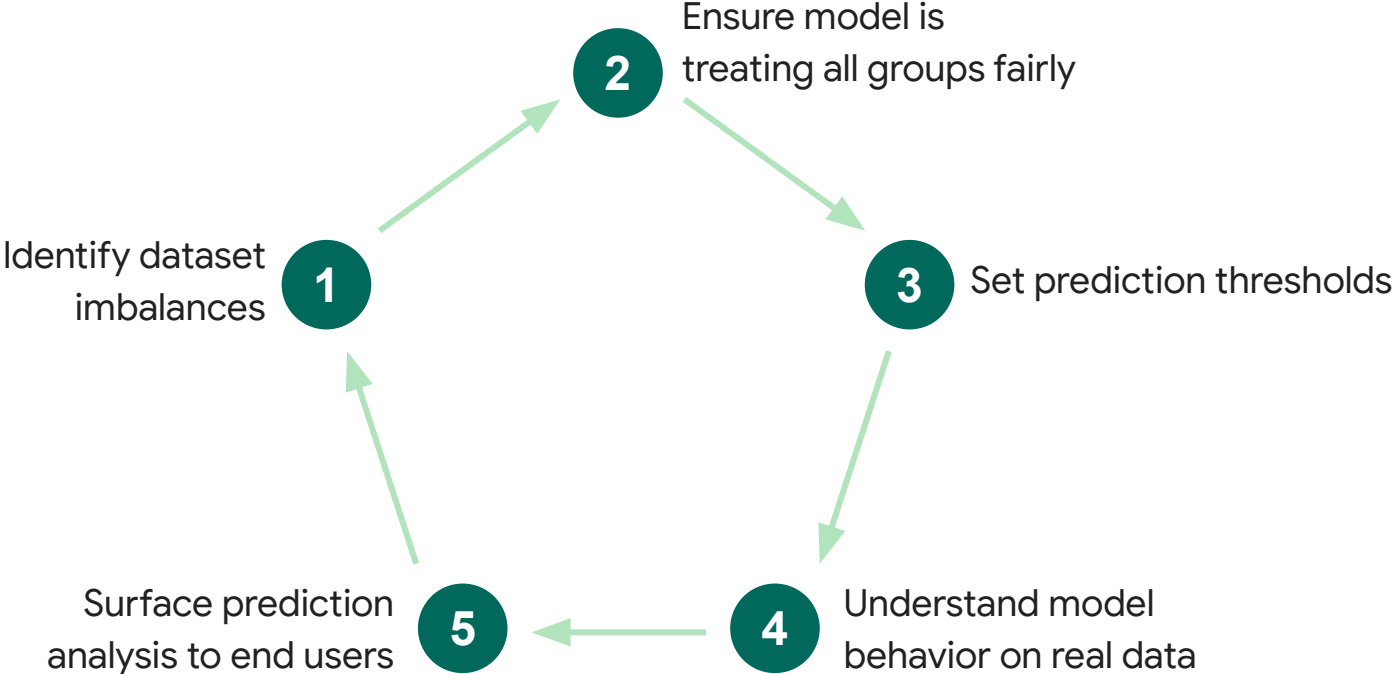 Ensure model is
treating all groups fairly
2
Identify dataset
imbalances
1
3
Set prediction thresholds
Surface prediction
analysis to end users
5
4
Understand model
behavior on real data